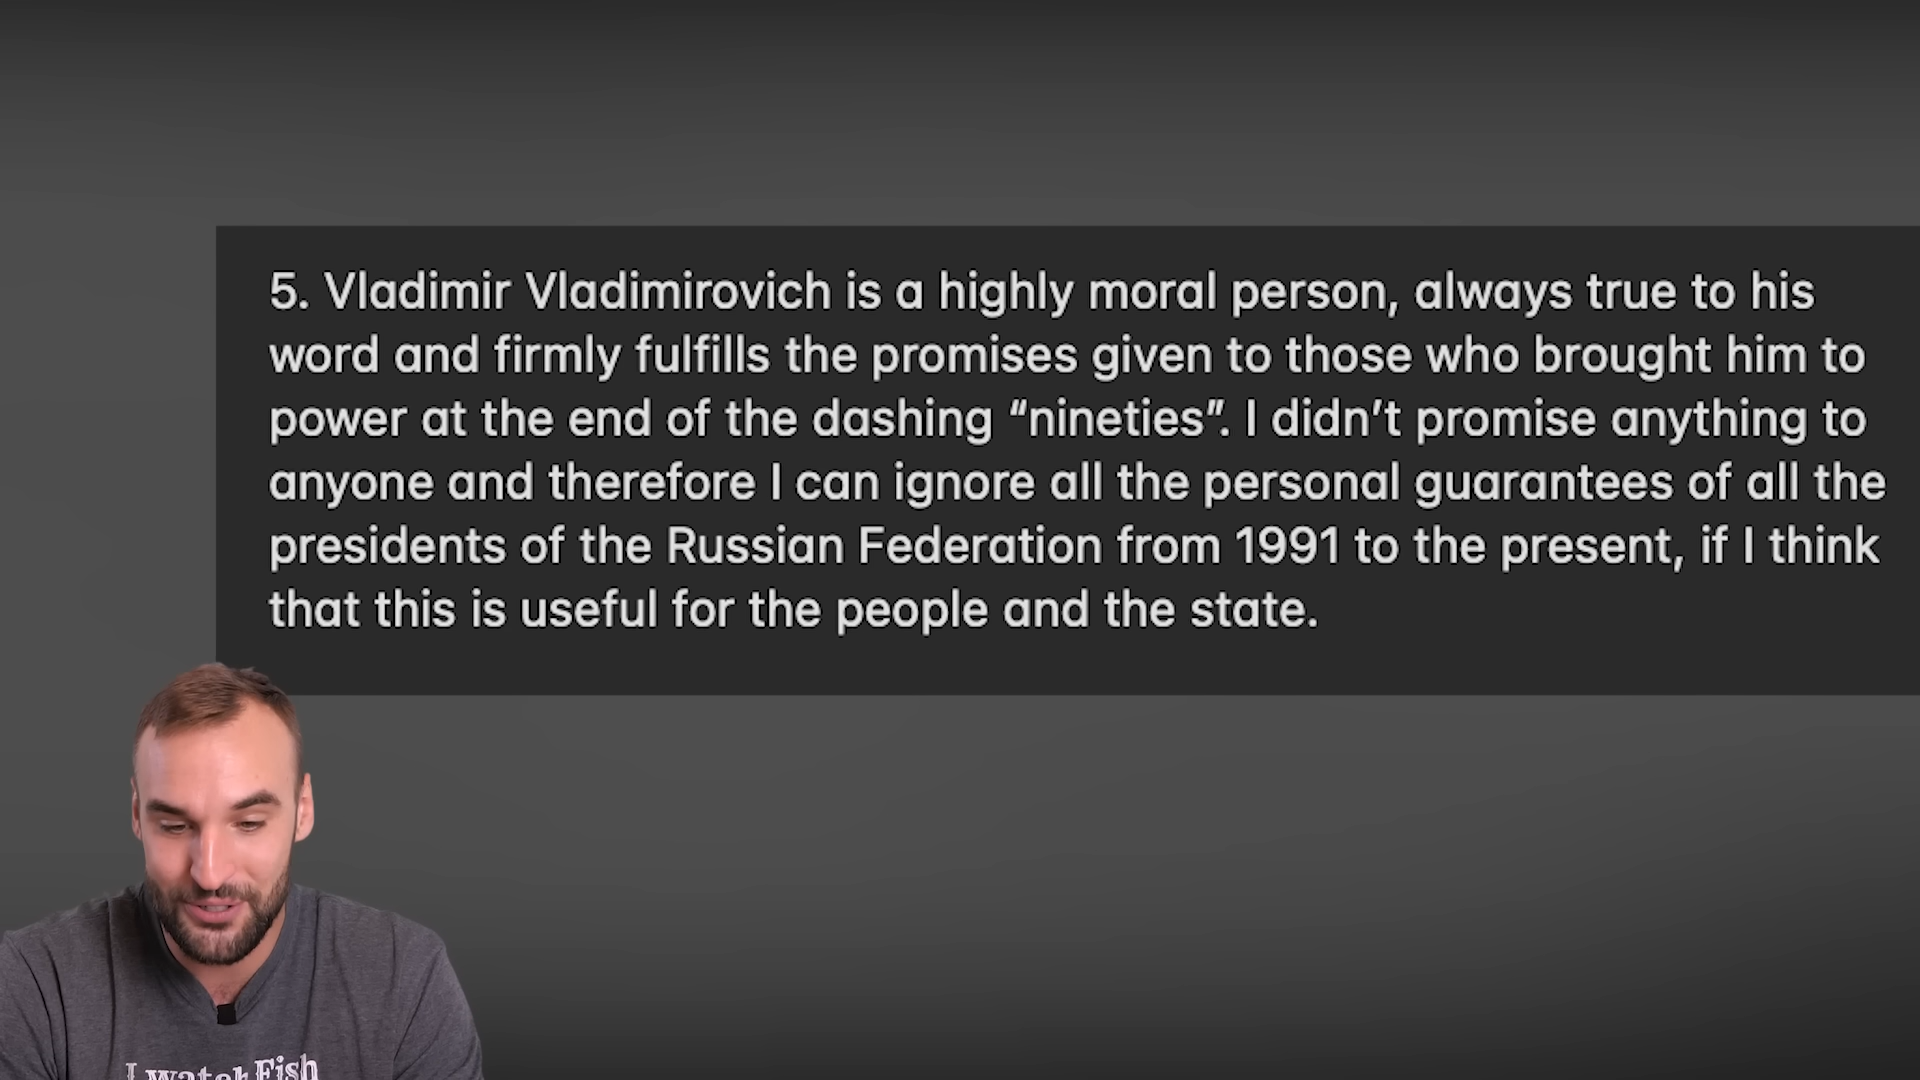 5. Vladimir Vladimirovich is a highly moral person, always true to his
word and firmly fulfills the promises given to those who brought him to
power at the end of the dashing “nineties”. I didn’t promise anything to
anyone and therefore I can ignore all the personal guarantees of all the
presidents of the Russian Federation from 1991 to the present, if I think
that this is useful for the people and the state.
I watch Fish